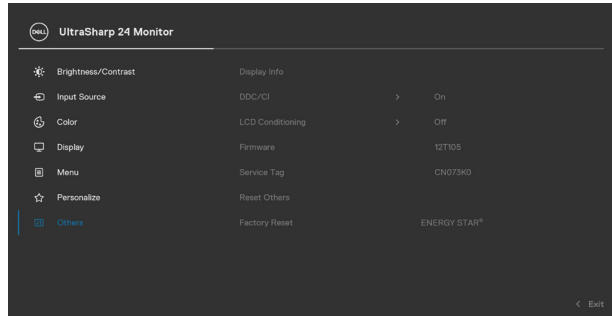 DELL UltraSharp 24 Monitor
Brightness/Contrast Display Info
Input Source DDC/CI > On
Color LCD Conditioning > Off
Display Firmware 12T105
Menu Service Tag CN073K0
Personalize Reset Others
Others Factory Reset ENERGY STAR®
< Exit